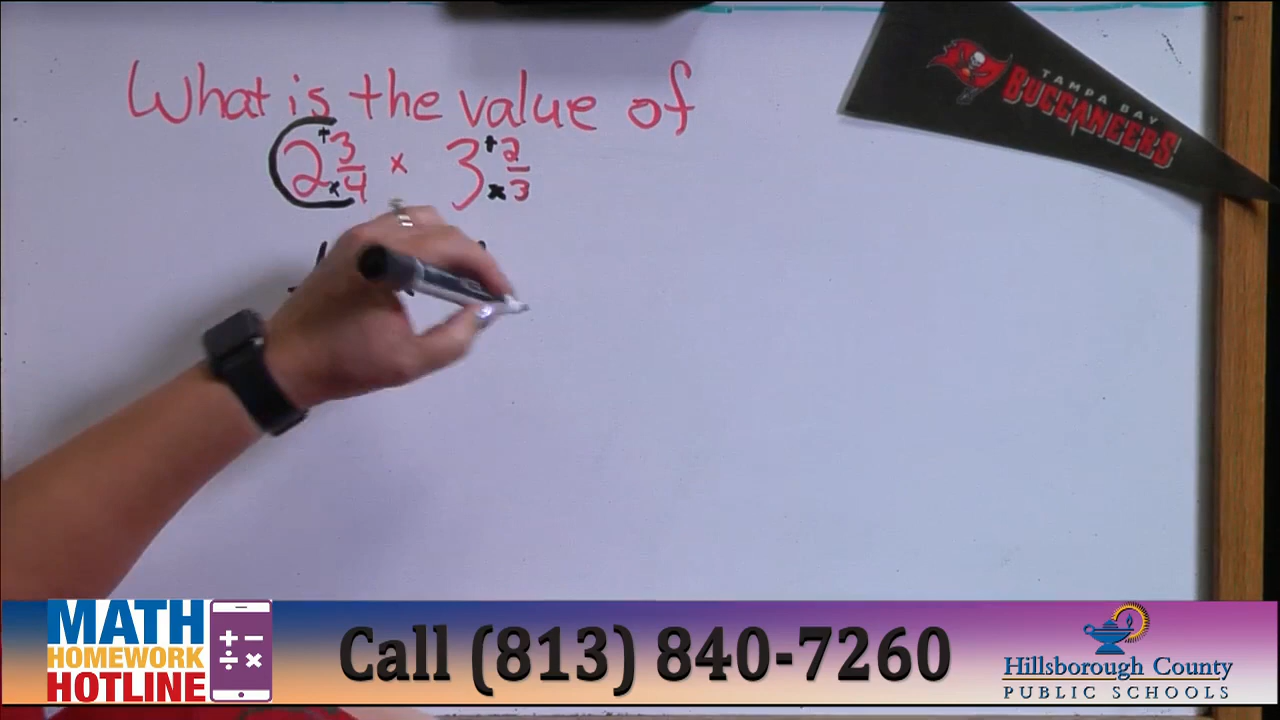 What is the value of
2 + 3/4 x × 3 + 2/3 x
TAMPA BAY
BUCCANEERS
MATH
HOMEWORK
HOTLINE
+ −
÷ ×
Call (813) 840-7260
Hillsborough County
PUBLIC SCHOOLS